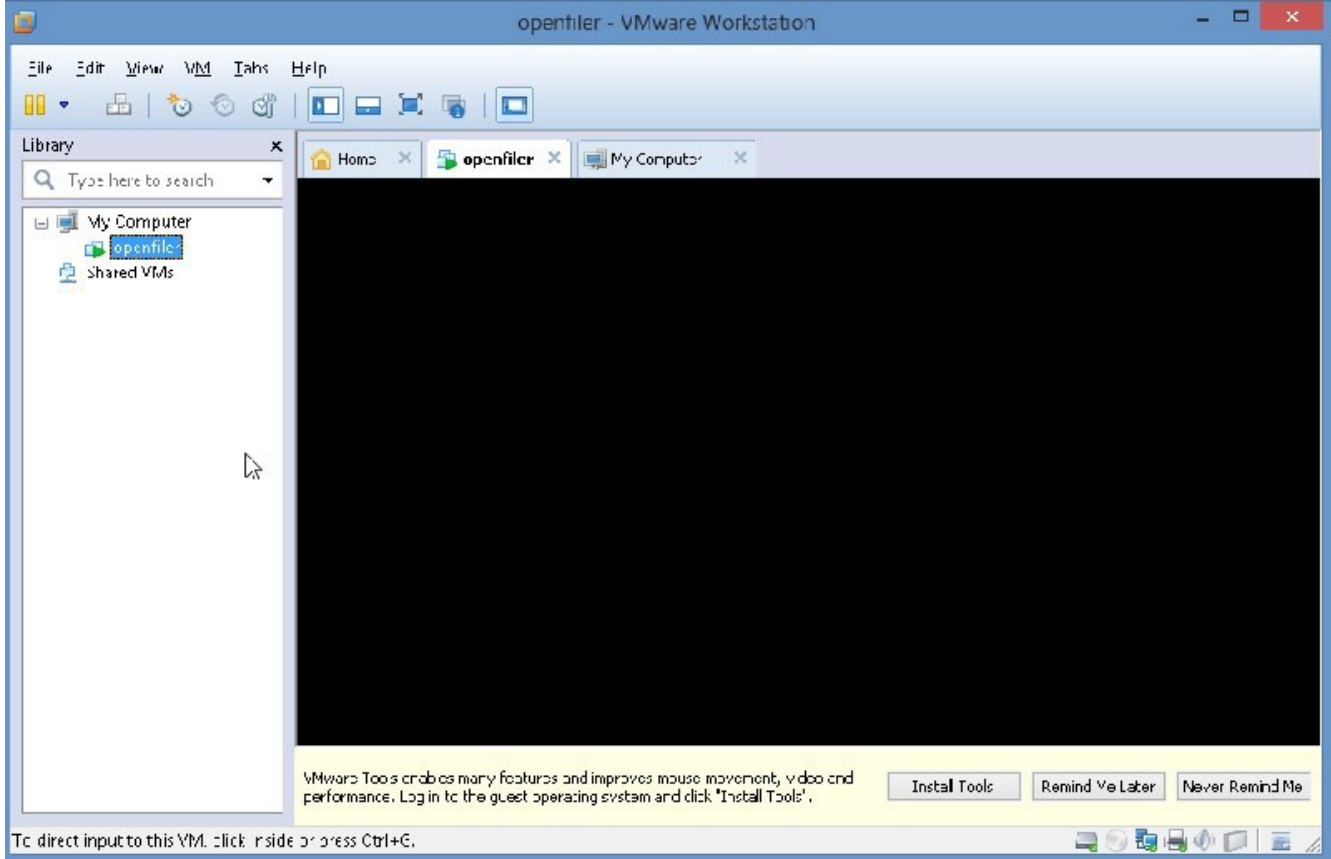 openfiler - VMware Workstation
File Edit View VM Tabs Help
Library
Type here to search
Home openfiler My Computer
My Computer
openfiler
Shared VMs
VMware Tools enables many features and improves mouse movement, video and
performance. Log in to the guest operating system and click "Install Tools".
Install Tools Remind Me Later Never Remind Me
To direct input to this VM, click inside or press Ctrl+G.